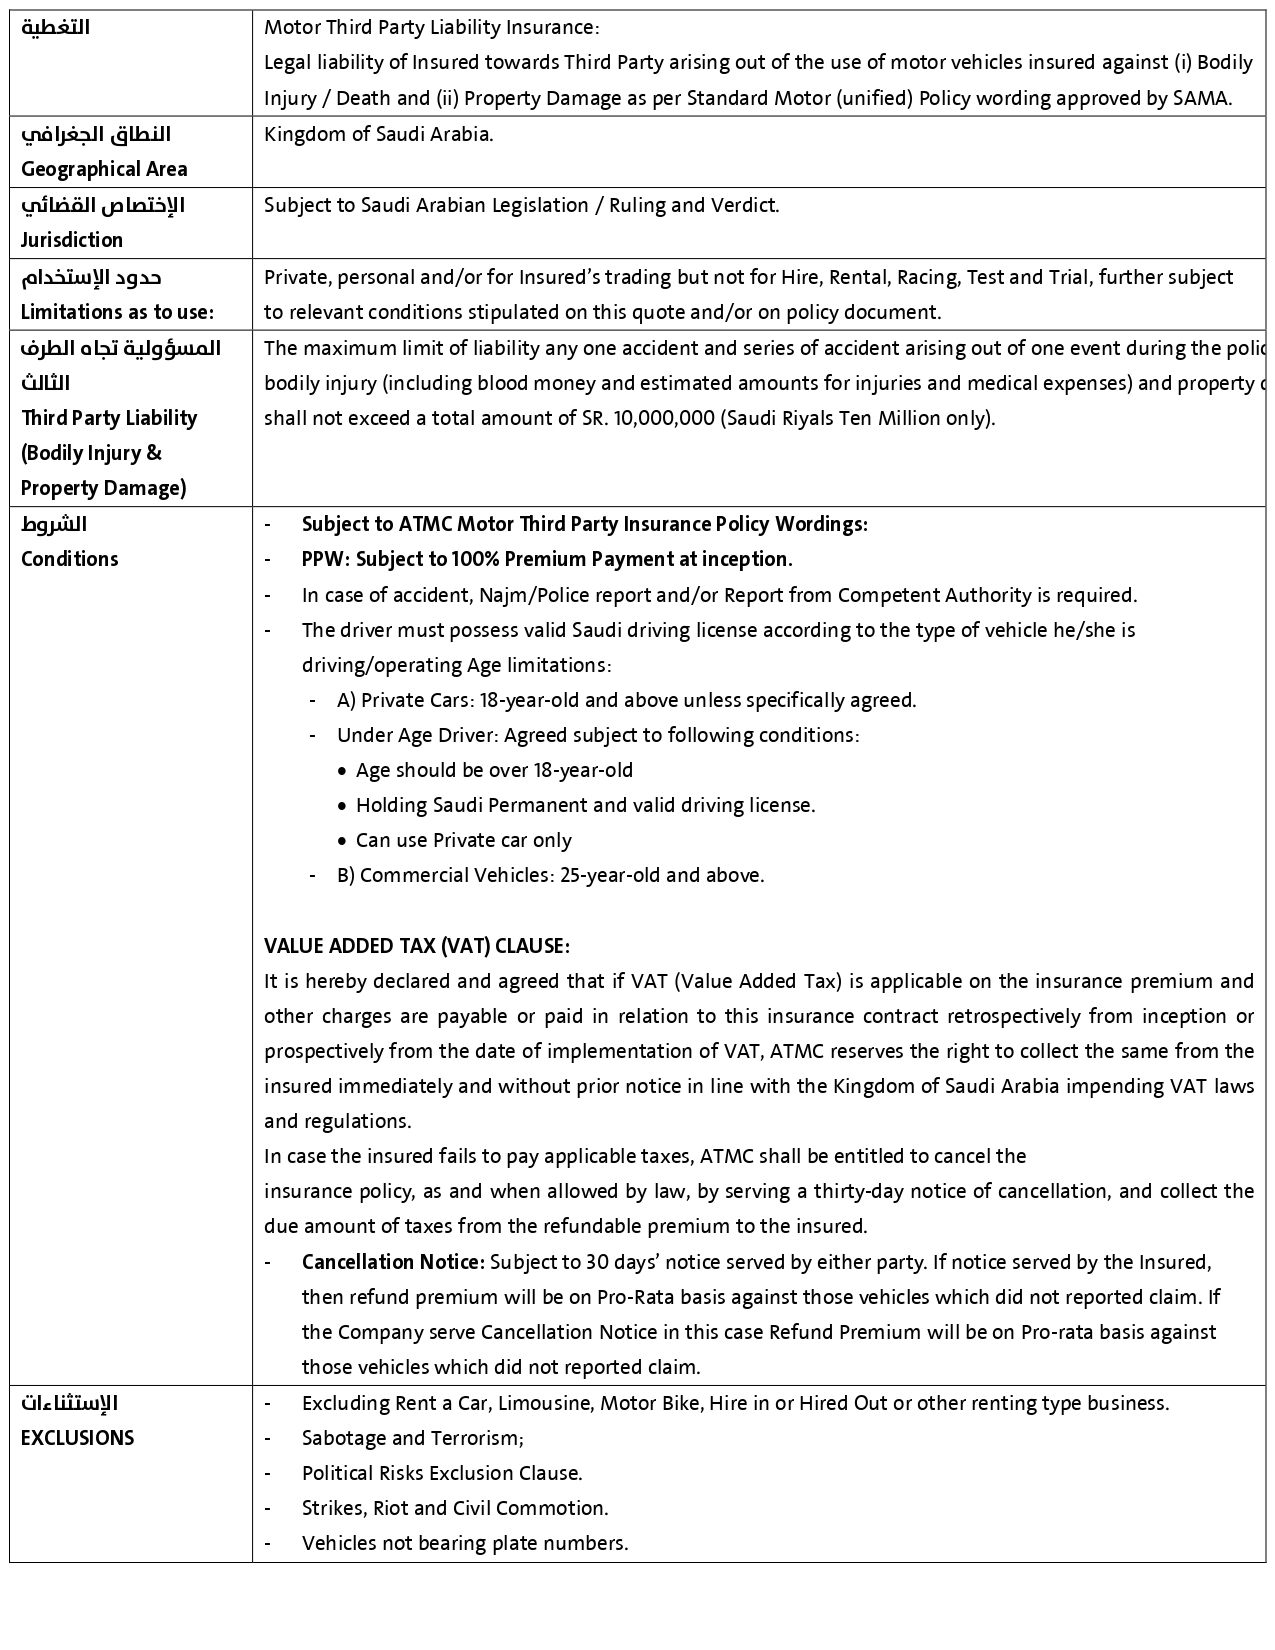 التغطية
Motor Third Party Liability Insurance:
Legal liability of Insured towards Third Party arising out of the use of motor vehicles insured against (i) Bodily
Injury / Death and (ii) Property Damage as per Standard Motor (unified) Policy wording approved by SAMA.
النطاق الجغرافي
Geographical Area
Kingdom of Saudi Arabia.
الإختصاص القضائي
Jurisdiction
Subject to Saudi Arabian Legislation / Ruling and Verdict.
حدود الإستخدام
Limitations as to use:
Private, personal and/or for Insured’s trading but not for Hire, Rental, Racing, Test and Trial, further subject
to relevant conditions stipulated on this quote and/or on policy document.
المسؤولية تجاه الطرف
الثالث
Third Party Liability
(Bodily Injury &
Property Damage)
The maximum limit of liability any one accident and series of accident arising out of one event during the
bodily injury (including blood money and estimated amounts for injuries and medical expenses) and property
shall not exceed a total amount of SR. 10,000,000 (Saudi Riyals Ten Million only).
الشروط
Conditions
- Subject to ATMC Motor Third Party Insurance Policy Wordings:
- PPW: Subject to 100% Premium Payment at inception.
- In case of accident, Najm/Police report and/or Report from Competent Authority is required.
- The driver must possess valid Saudi driving license according to the type of vehicle he/she is
driving/operating Age limitations:
- A) Private Cars: 18-year-old and above unless specifically agreed.
- Under Age Driver: Agreed subject to following conditions:
• Age should be over 18-year-old
• Holding Saudi Permanent and valid driving license.
• Can use Private car only
- B) Commercial Vehicles: 25-year-old and above.
VALUE ADDED TAX (VAT) CLAUSE:
It is hereby declared and agreed that if VAT (Value Added Tax) is applicable on the insurance premium and
other charges are payable or paid in relation to this insurance contract retrospectively from inception or
prospectively from the date of implementation of VAT, ATMC reserves the right to collect the same from the
insured immediately and without prior notice in line with the Kingdom of Saudi Arabia impending VAT laws
and regulations.
In case the insured fails to pay applicable taxes, ATMC shall be entitled to cancel the
insurance policy, as and when allowed by law, by serving a thirty-day notice of cancellation, and collect the
due amount of taxes from the refundable premium to the insured.
- Cancellation Notice: Subject to 30 days’ notice served by either party. If notice served by the Insured,
then refund premium will be on Pro-Rata basis against those vehicles which did not reported claim. If
the Company serve Cancellation Notice in this case Refund Premium will be on Pro-rata basis against
those vehicles which did not reported claim.
الإستثناءات
EXCLUSIONS
- Excluding Rent a Car, Limousine, Motor Bike, Hire in or Hired Out or other renting type business.
- Sabotage and Terrorism;
- Political Risks Exclusion Clause.
- Strikes, Riot and Civil Commotion.
- Vehicles not bearing plate numbers.